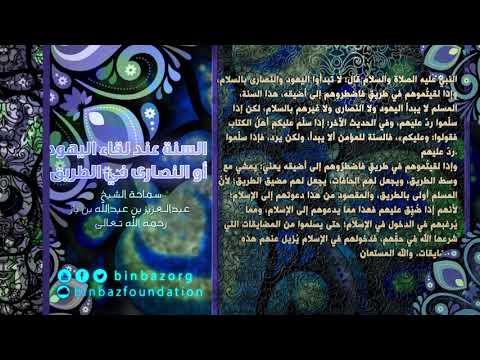 النبي عليه الصلاة والسلام قال: لا تبدأوا اليهود والنصارى بالسلام،
وإذا لقيتموهم في طريق فاضطروهم إلى أضيقه، هذا السنة،
المسلم لا يبدأ اليهود ولا النصارى ولا غيرهم بالسلام، لكن إذا
سلموا رد عليهم، وفي الحديث الآخر: إذا سلم عليكم أهل الكتاب
فقولوا: وعليكم»، فالسنة للمؤمن ألا يبدأ، ولكن يرد، فإذا سلموا
رد عليهم.
وإذا لقيتموهم في طريق فاضطروهم إلى أضيقه يعني: يمشي مع
وسط الطريق، ويجعل لهم الحافات، يجعل لهم مضيق الطريق؛ لأن
المسلم أولى بالطريق، والمقصود من هذا دعوتهم إلى الإسلام؛
لأنهم إذا ضيق عليهم فهذا مما يدعوهم إلى الإسلام، ومما
يرغبهم في الدخول في الإسلام؛ حتى يسلموا من المضايقات التي
شرعها الله في حقهم، فدخولهم في الإسلام يزيل عنهم هذه
المضايقات، والله المستعان
السنة عند لقاء اليهود
أو النصارى في الطريق
سماحة الشيخ
عبدالعزيز بن عبدالله بن باز
رحمه الله تعالى
binbazorg
binbazfoundation